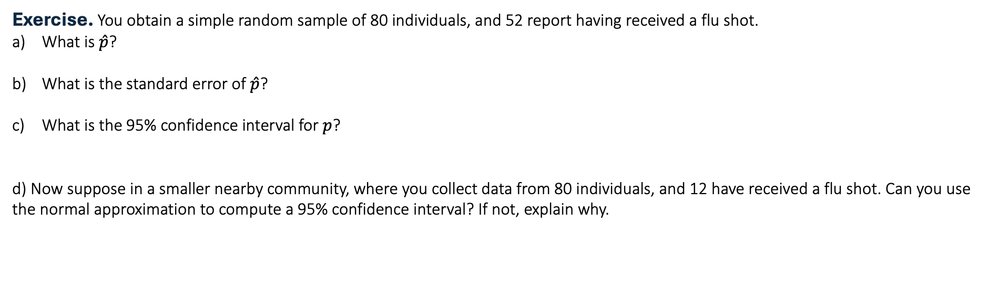 Exercise. You obtain a simple random sample of 80 individuals, and 52 report having received a flu shot.
a) What is p̂?
b) What is the standard error of p̂?
c) What is the 95% confidence interval for p?
d) Now suppose in a smaller nearby community, where you collect data from 80 individuals, and 12 have received a flu shot. Can you use
the normal approximation to compute a 95% confidence interval? If not, explain why.